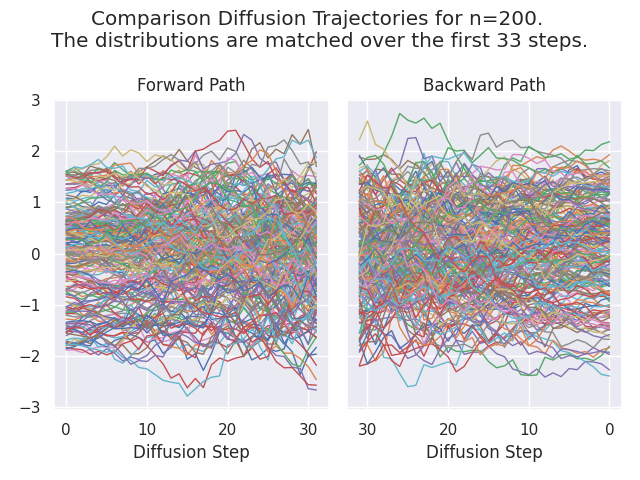 Comparison Diffusion Trajectories for n=200.
The distributions are matched over the first 33 steps.
Forward Path
Backward Path
3
2
1
0
−1
−2
−3
0 10 20 30
30 20 10 0
Diffusion Step
Diffusion Step